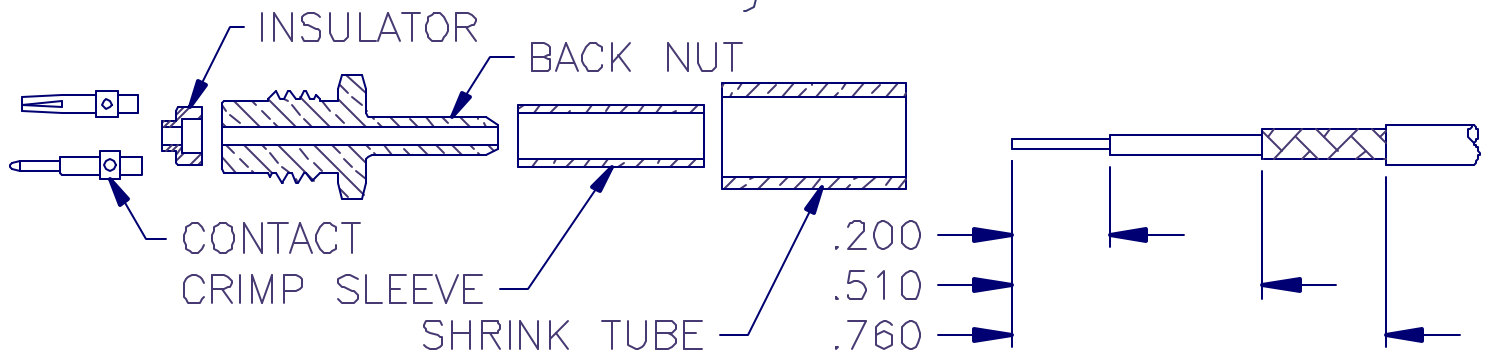 INSULATOR
BACK NUT
CONTACT
CRIMP SLEEVE
SHRINK TUBE
.200
.510
.760